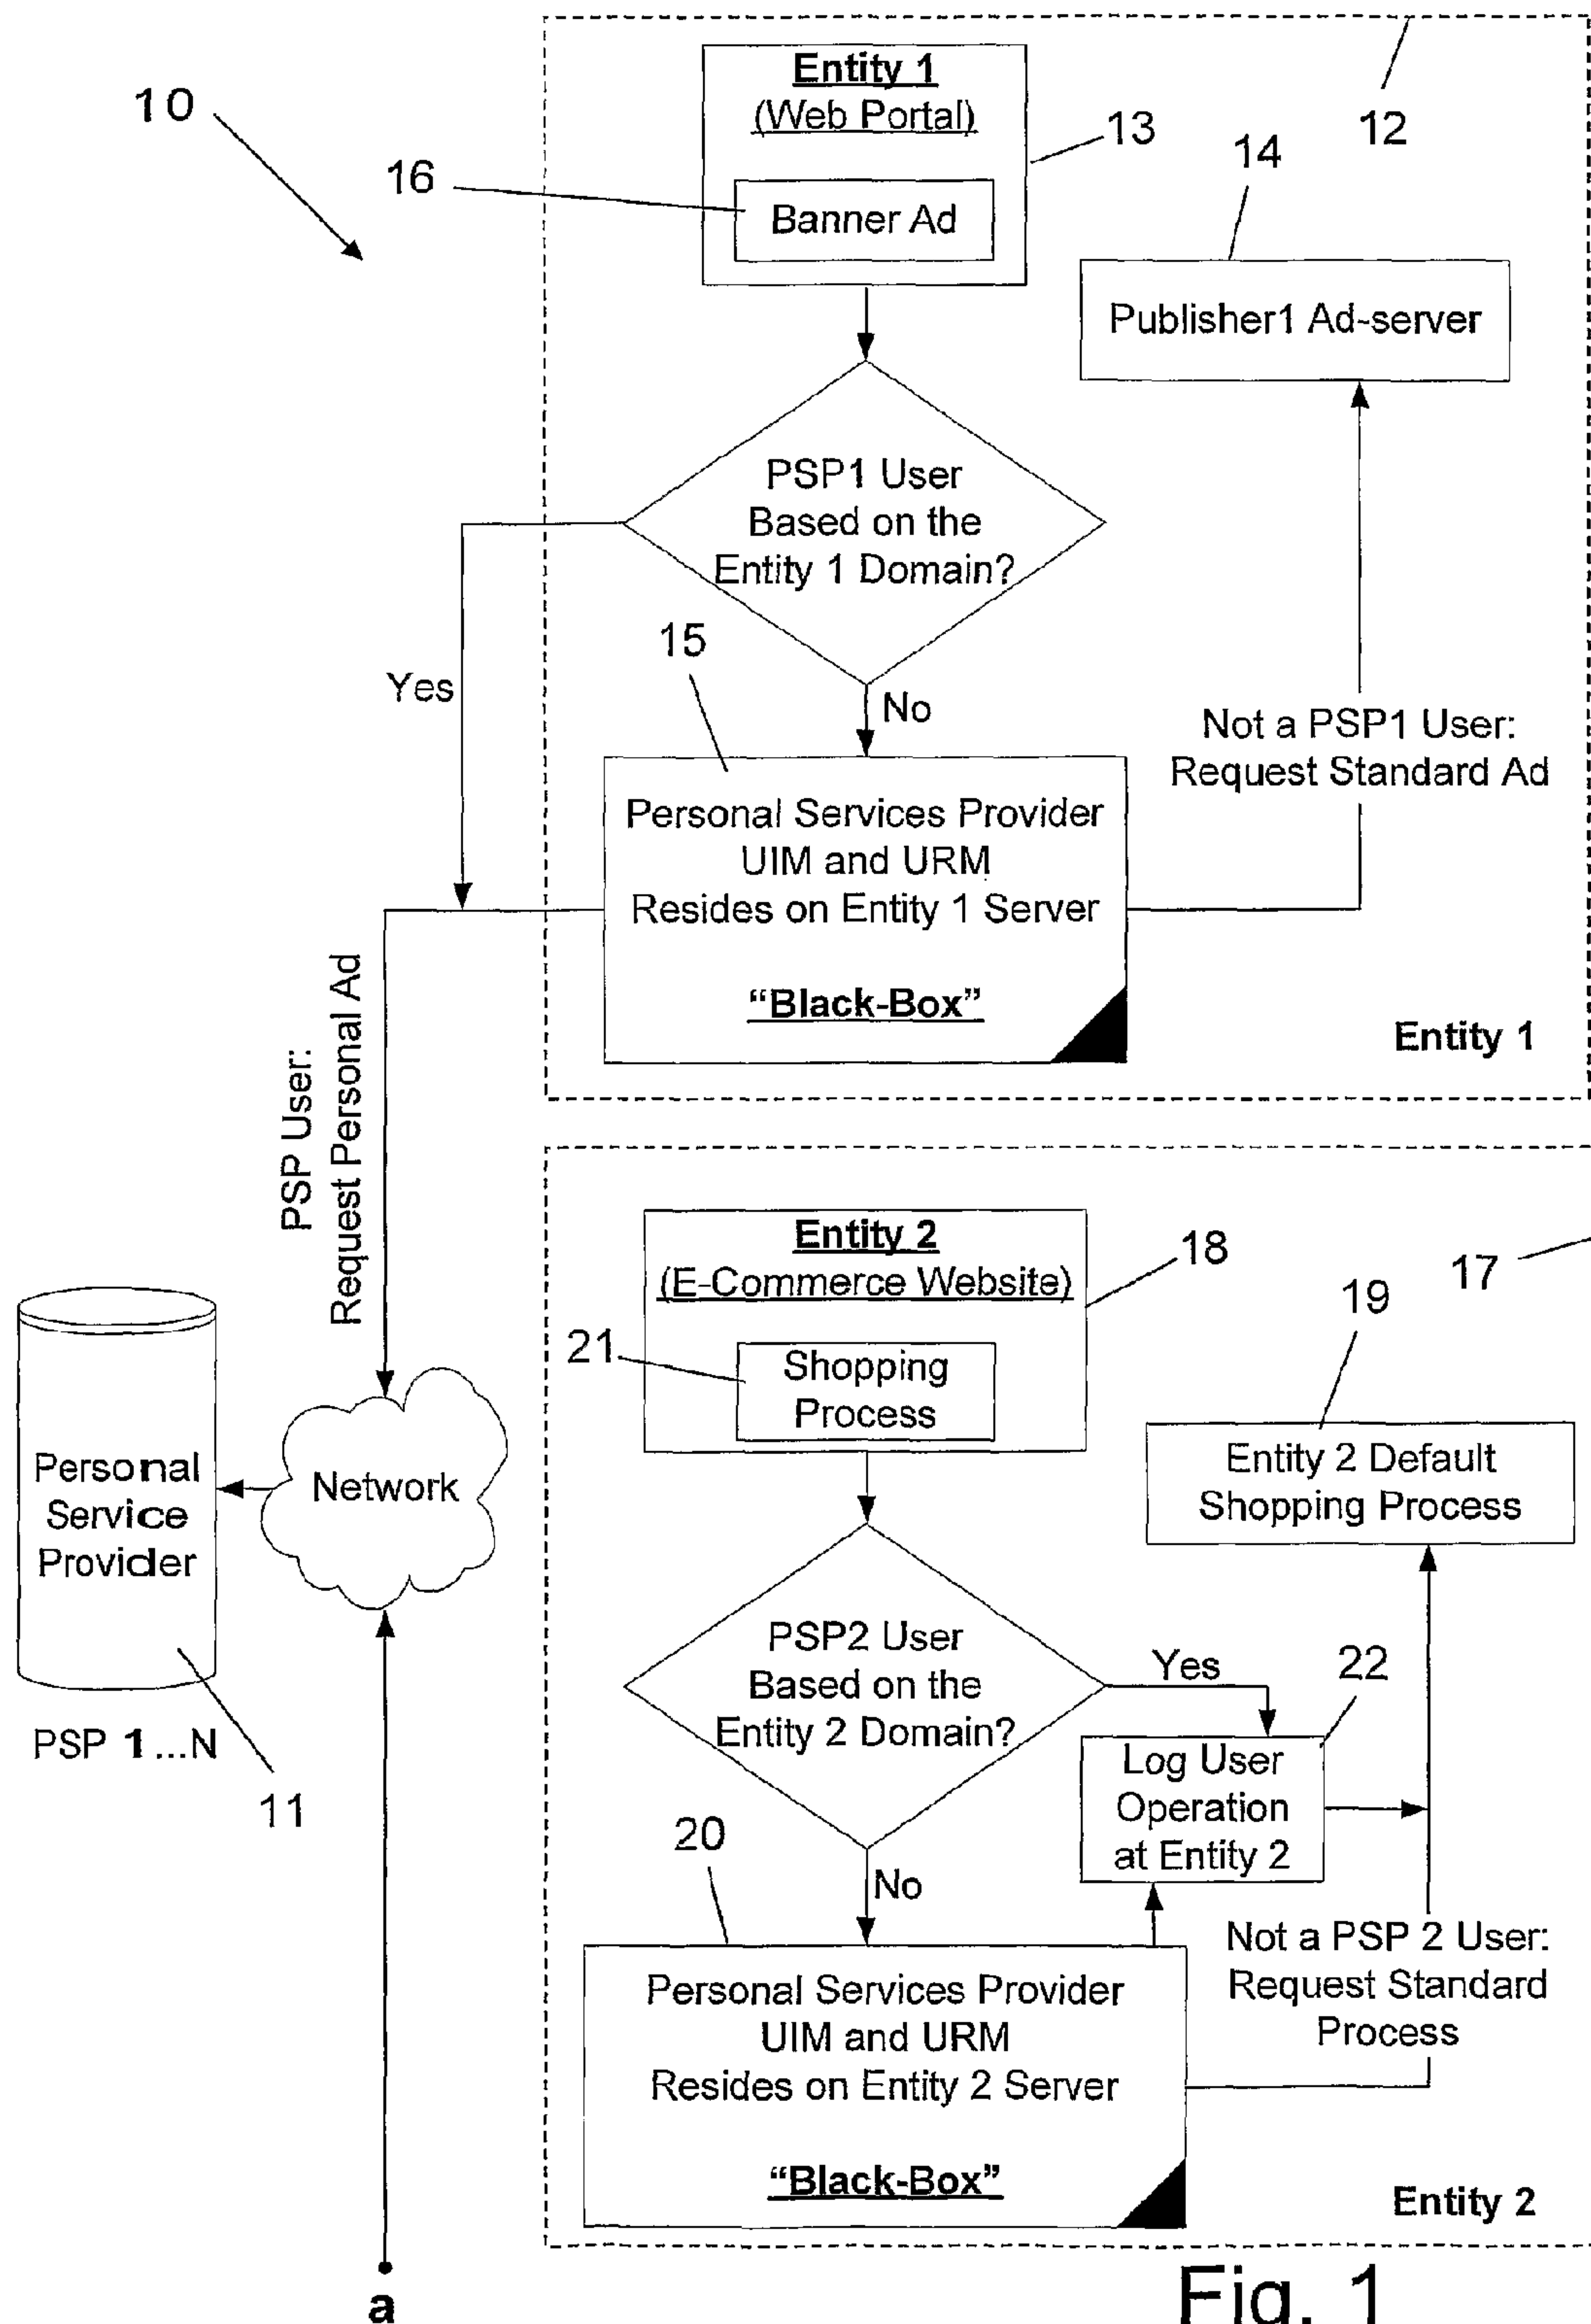 10
Entity 1
(Web Portal)
13
12
14
16
Banner Ad
Publisher1 Ad-server
PSP1 User
Based on the
Entity 1 Domain?
15
Yes
No
Not a PSP1 User:
Request Standard Ad
Personal Services Provider
UIM and URM
Resides on Entity 1 Server
“Black-Box”
Entity 1
PSP User:
Request Personal Ad
Entity 2
(E-Commerce Website)
18
17
19
21
Shopping
Process
Entity 2 Default
Shopping Process
Personal
Service
Provider
Network
PSP 1...N
11
PSP2 User
Based on the
Entity 2 Domain?
Yes
22
Log User
Operation
at Entity 2
20
No
Not a PSP 2 User:
Request Standard
Process
Personal Services Provider
UIM and URM
Resides on Entity 2 Server
“Black-Box”
Entity 2
a
Fig. 1